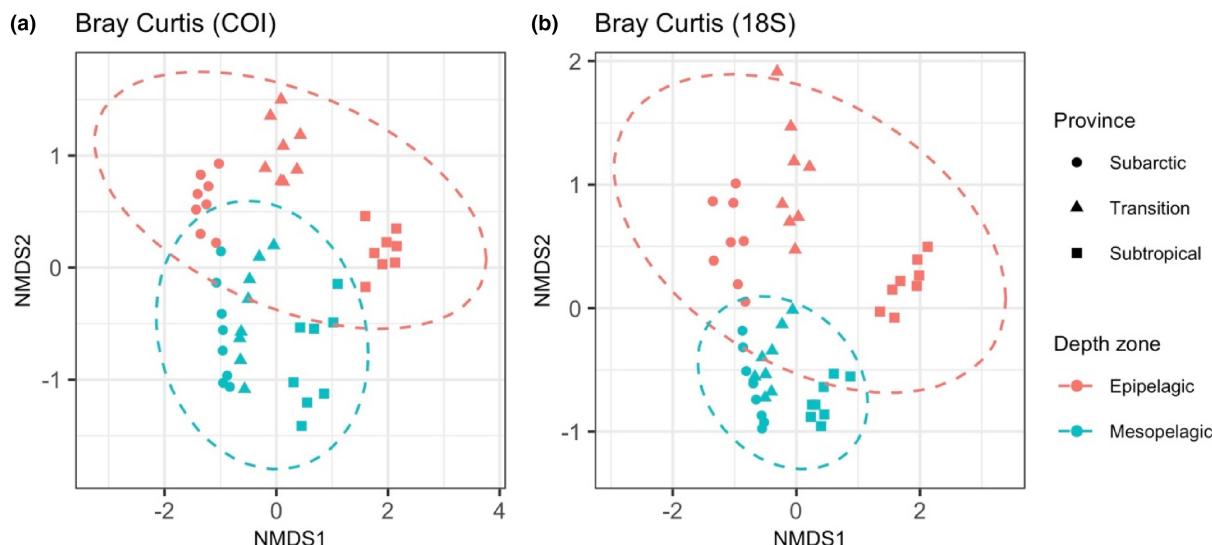 (a) Bray Curtis (COI)
NMDS2
1
0
-1
-2
0
2
4
NMDS1
(b) Bray Curtis (18S)
NMDS2
2
1
0
-1
-2
0
2
NMDS1
Province
Subarctic
Transition
Subtropical
Depth zone
Epipelagic
Mesopelagic